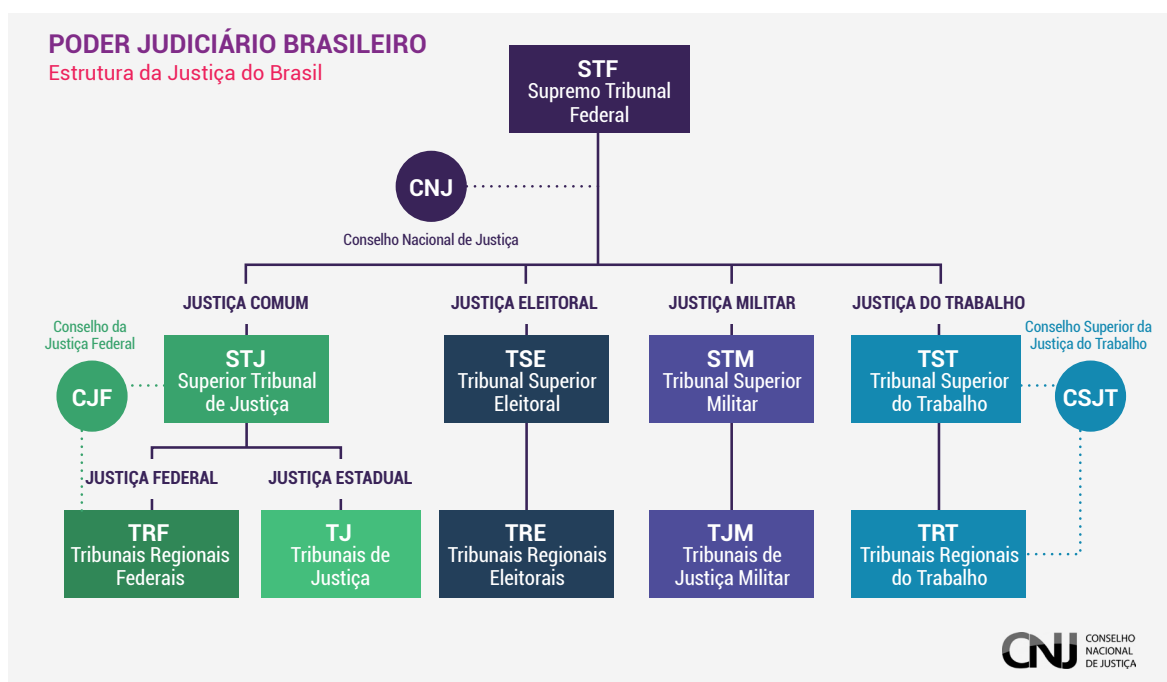 PODER JUDICIÁRIO BRASILEIRO
Estrutura da Justiça do Brasil
STF
Supremo Tribunal
Federal
CNJ
Conselho Nacional de Justiça
JUSTIÇA COMUM
JUSTIÇA ELEITORAL
JUSTIÇA MILITAR
JUSTIÇA DO TRABALHO
Conselho da
Justiça Federal
CJF
STJ
Superior Tribunal
de Justiça
TSE
Tribunal Superior
Eleitoral
STM
Tribunal Superior
Militar
TST
Tribunal Superior
do Trabalho
Conselho Superior da
Justiça do Trabalho
CSJT
JUSTIÇA FEDERAL
JUSTIÇA ESTADUAL
TRF
Tribunais Regionais
Federais
TJ
Tribunais de
Justiça
TRE
Tribunais Regionais
Eleitorais
TJM
Tribunais de
Justiça Militar
TRT
Tribunais Regionais
do Trabalho
CNJ
CONSELHO
NACIONAL
DE JUSTIÇA